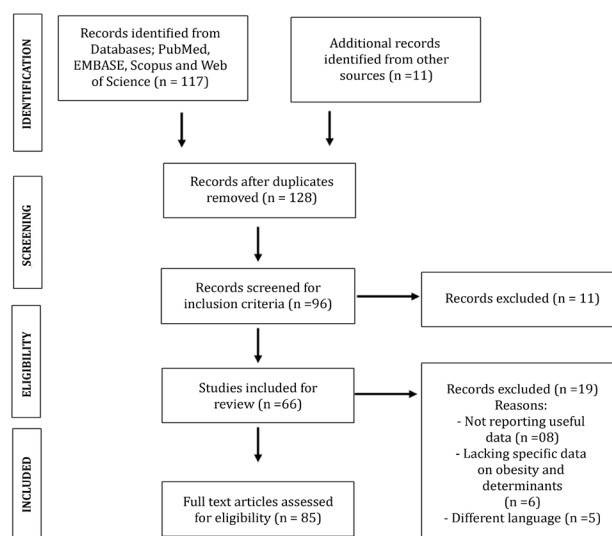 IDENTIFICATION
Records identified from
Databases; PubMed,
EMBASE, Scopus and Web
of Science (n = 117)
Additional records
identified from other
sources (n =11)
SCREENING
Records after duplicates
removed (n = 128)
Records screened for
inclusion criteria (n =96)
Records excluded (n = 11)
ELIGIBILITY
Studies included for
review (n =66)
Records excluded (n =19)
Reasons:
- Not reporting useful
data (n =08)
- Lacking specific data
on obesity and
determinants
(n =6)
- Different language (n =5)
INCLUDED
Full text articles assessed
for eligibility (n = 85)